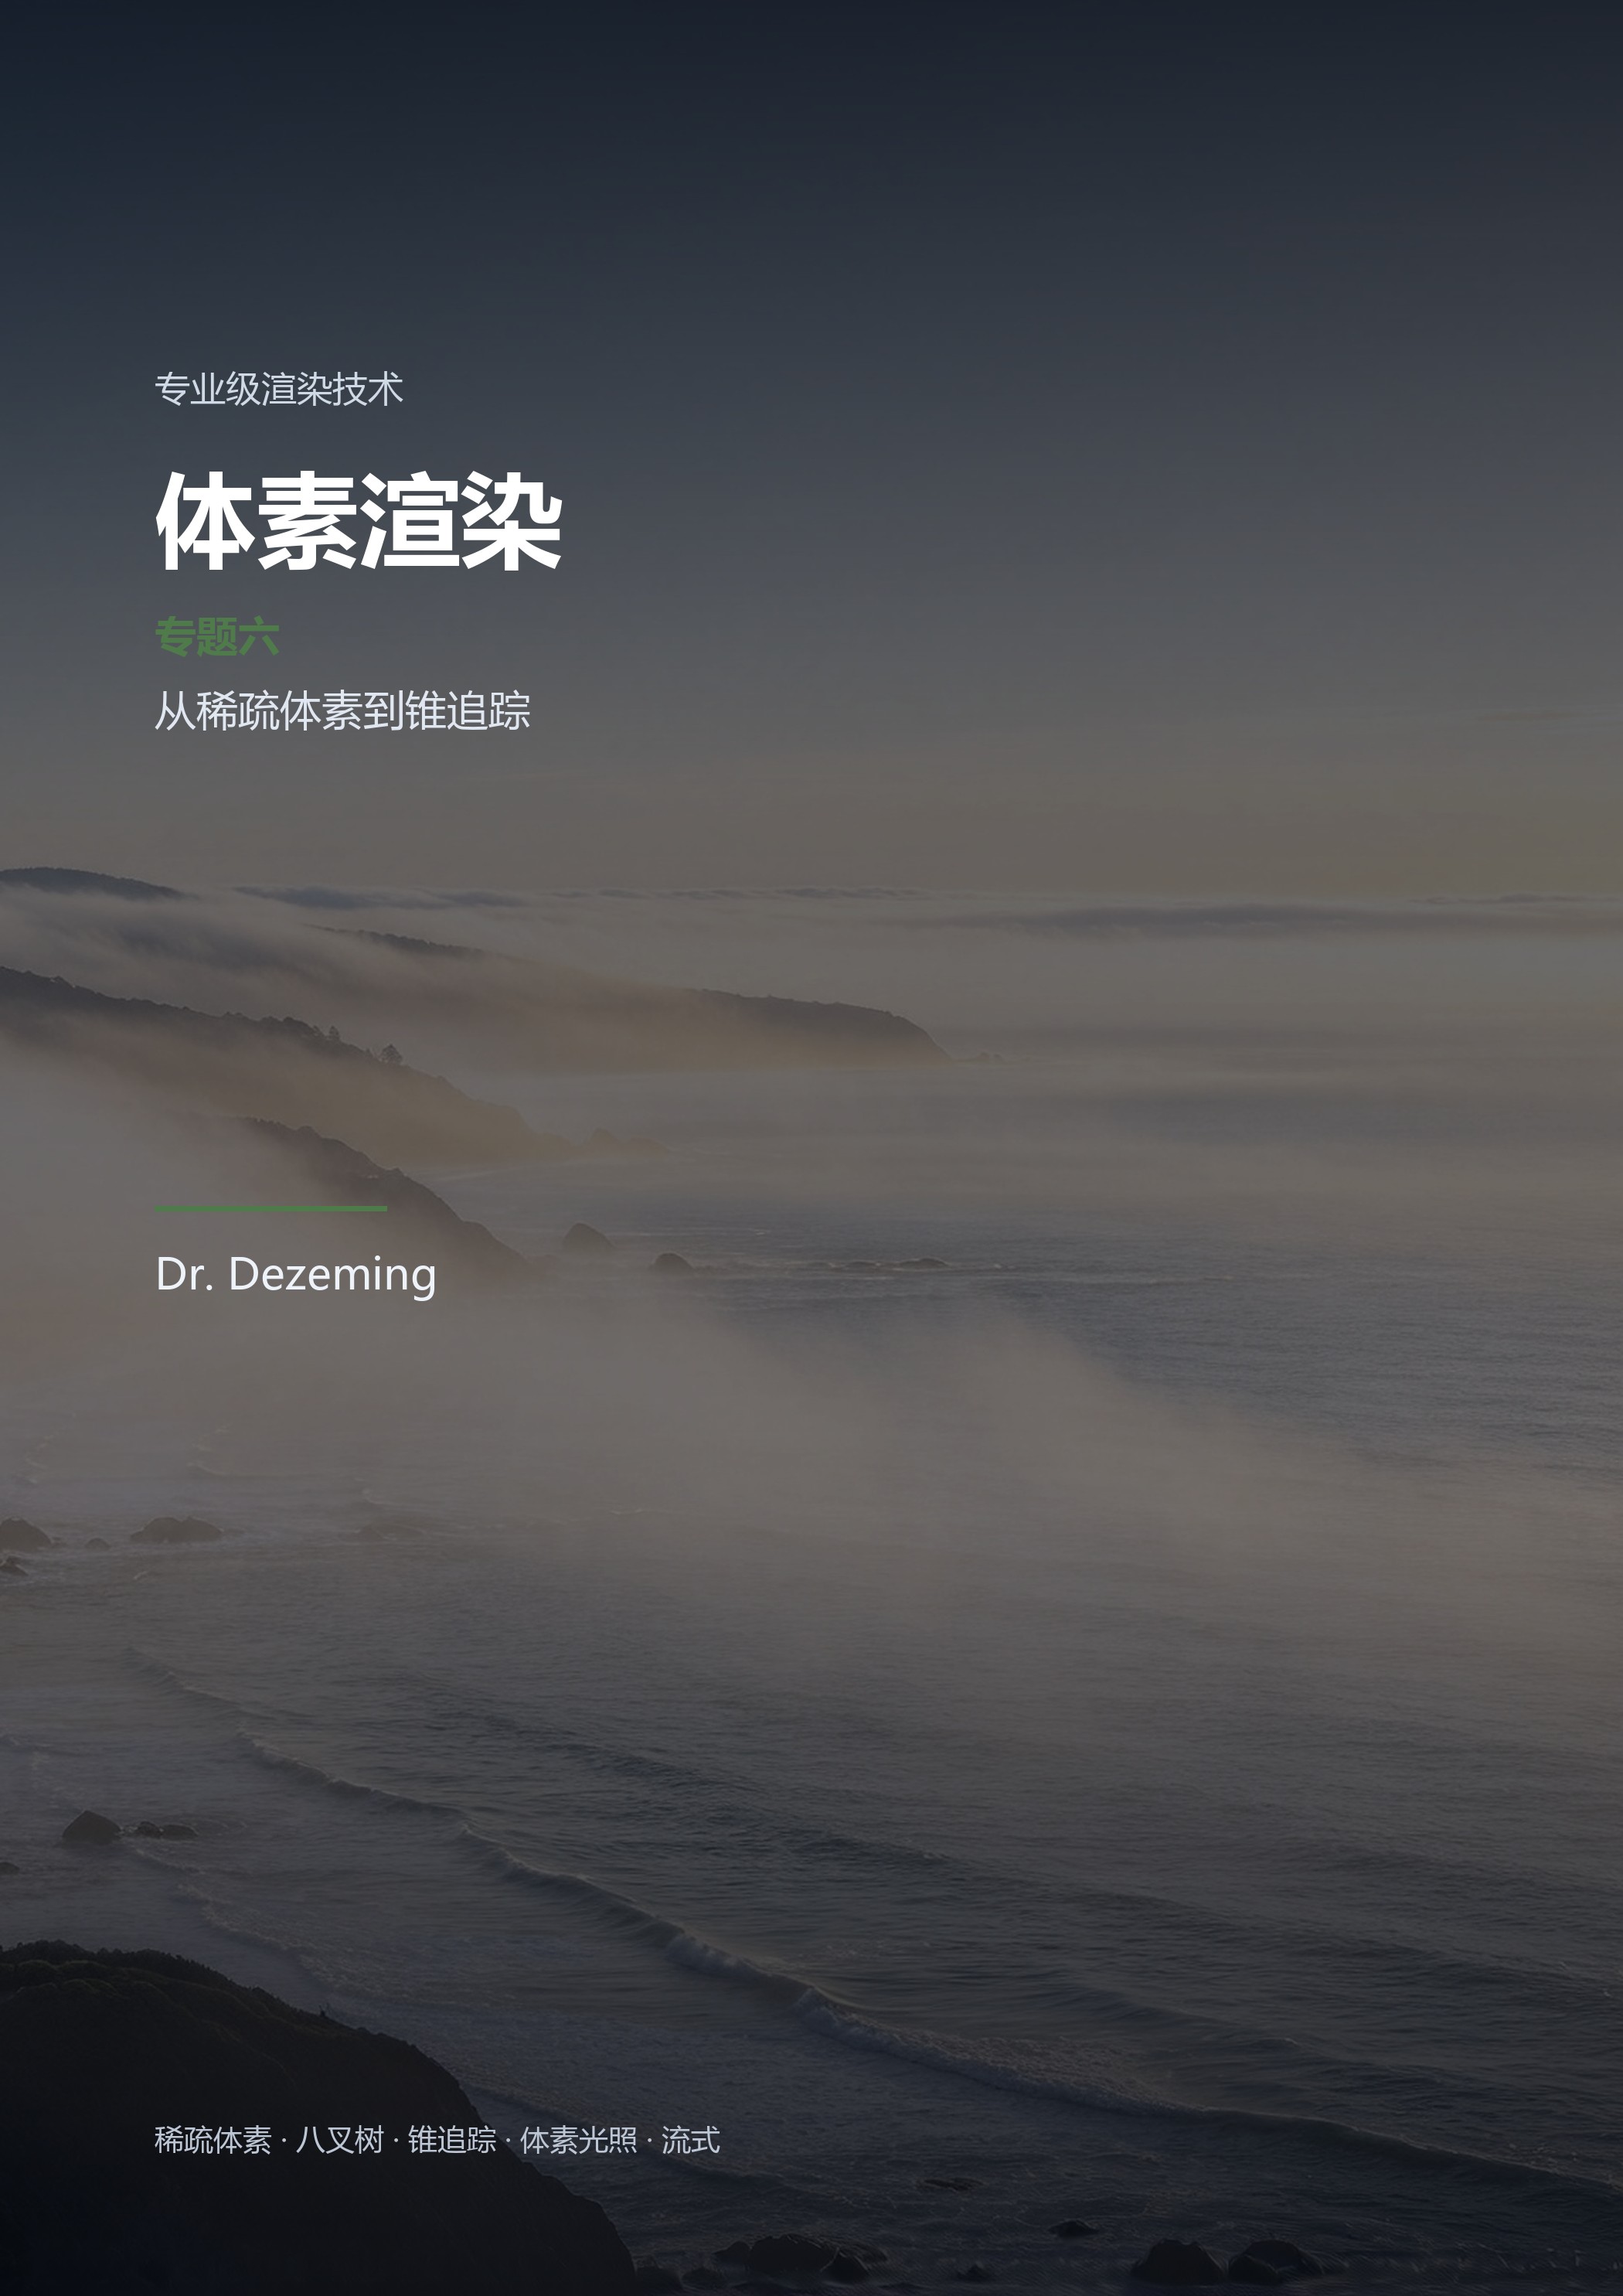 专业级渲染技术
体素渲染
专题六
从稀疏体素到锥追踪
Dr. Dezeming
稀疏体素 · 八叉树 · 锥追踪 · 体素光照 · 流式